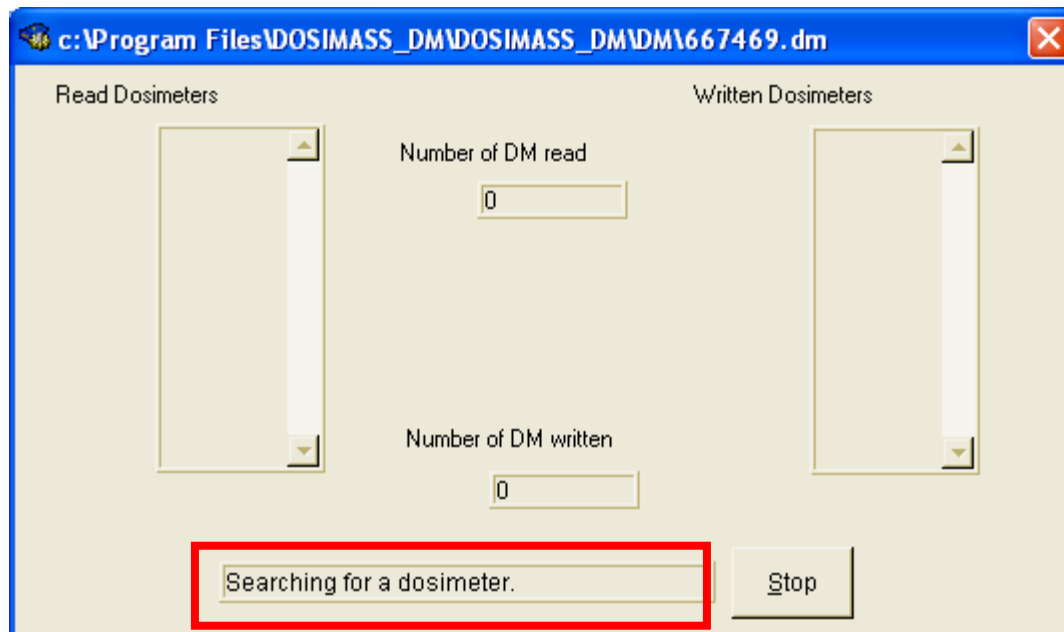 c:\Program Files\DOSIMASS_DM\DOSIMASS_DM\DM\667469.dm
Read Dosimeters
Written Dosimeters
Number of DM read
0
Number of DM written
0
Searching for a dosimeter.
Stop